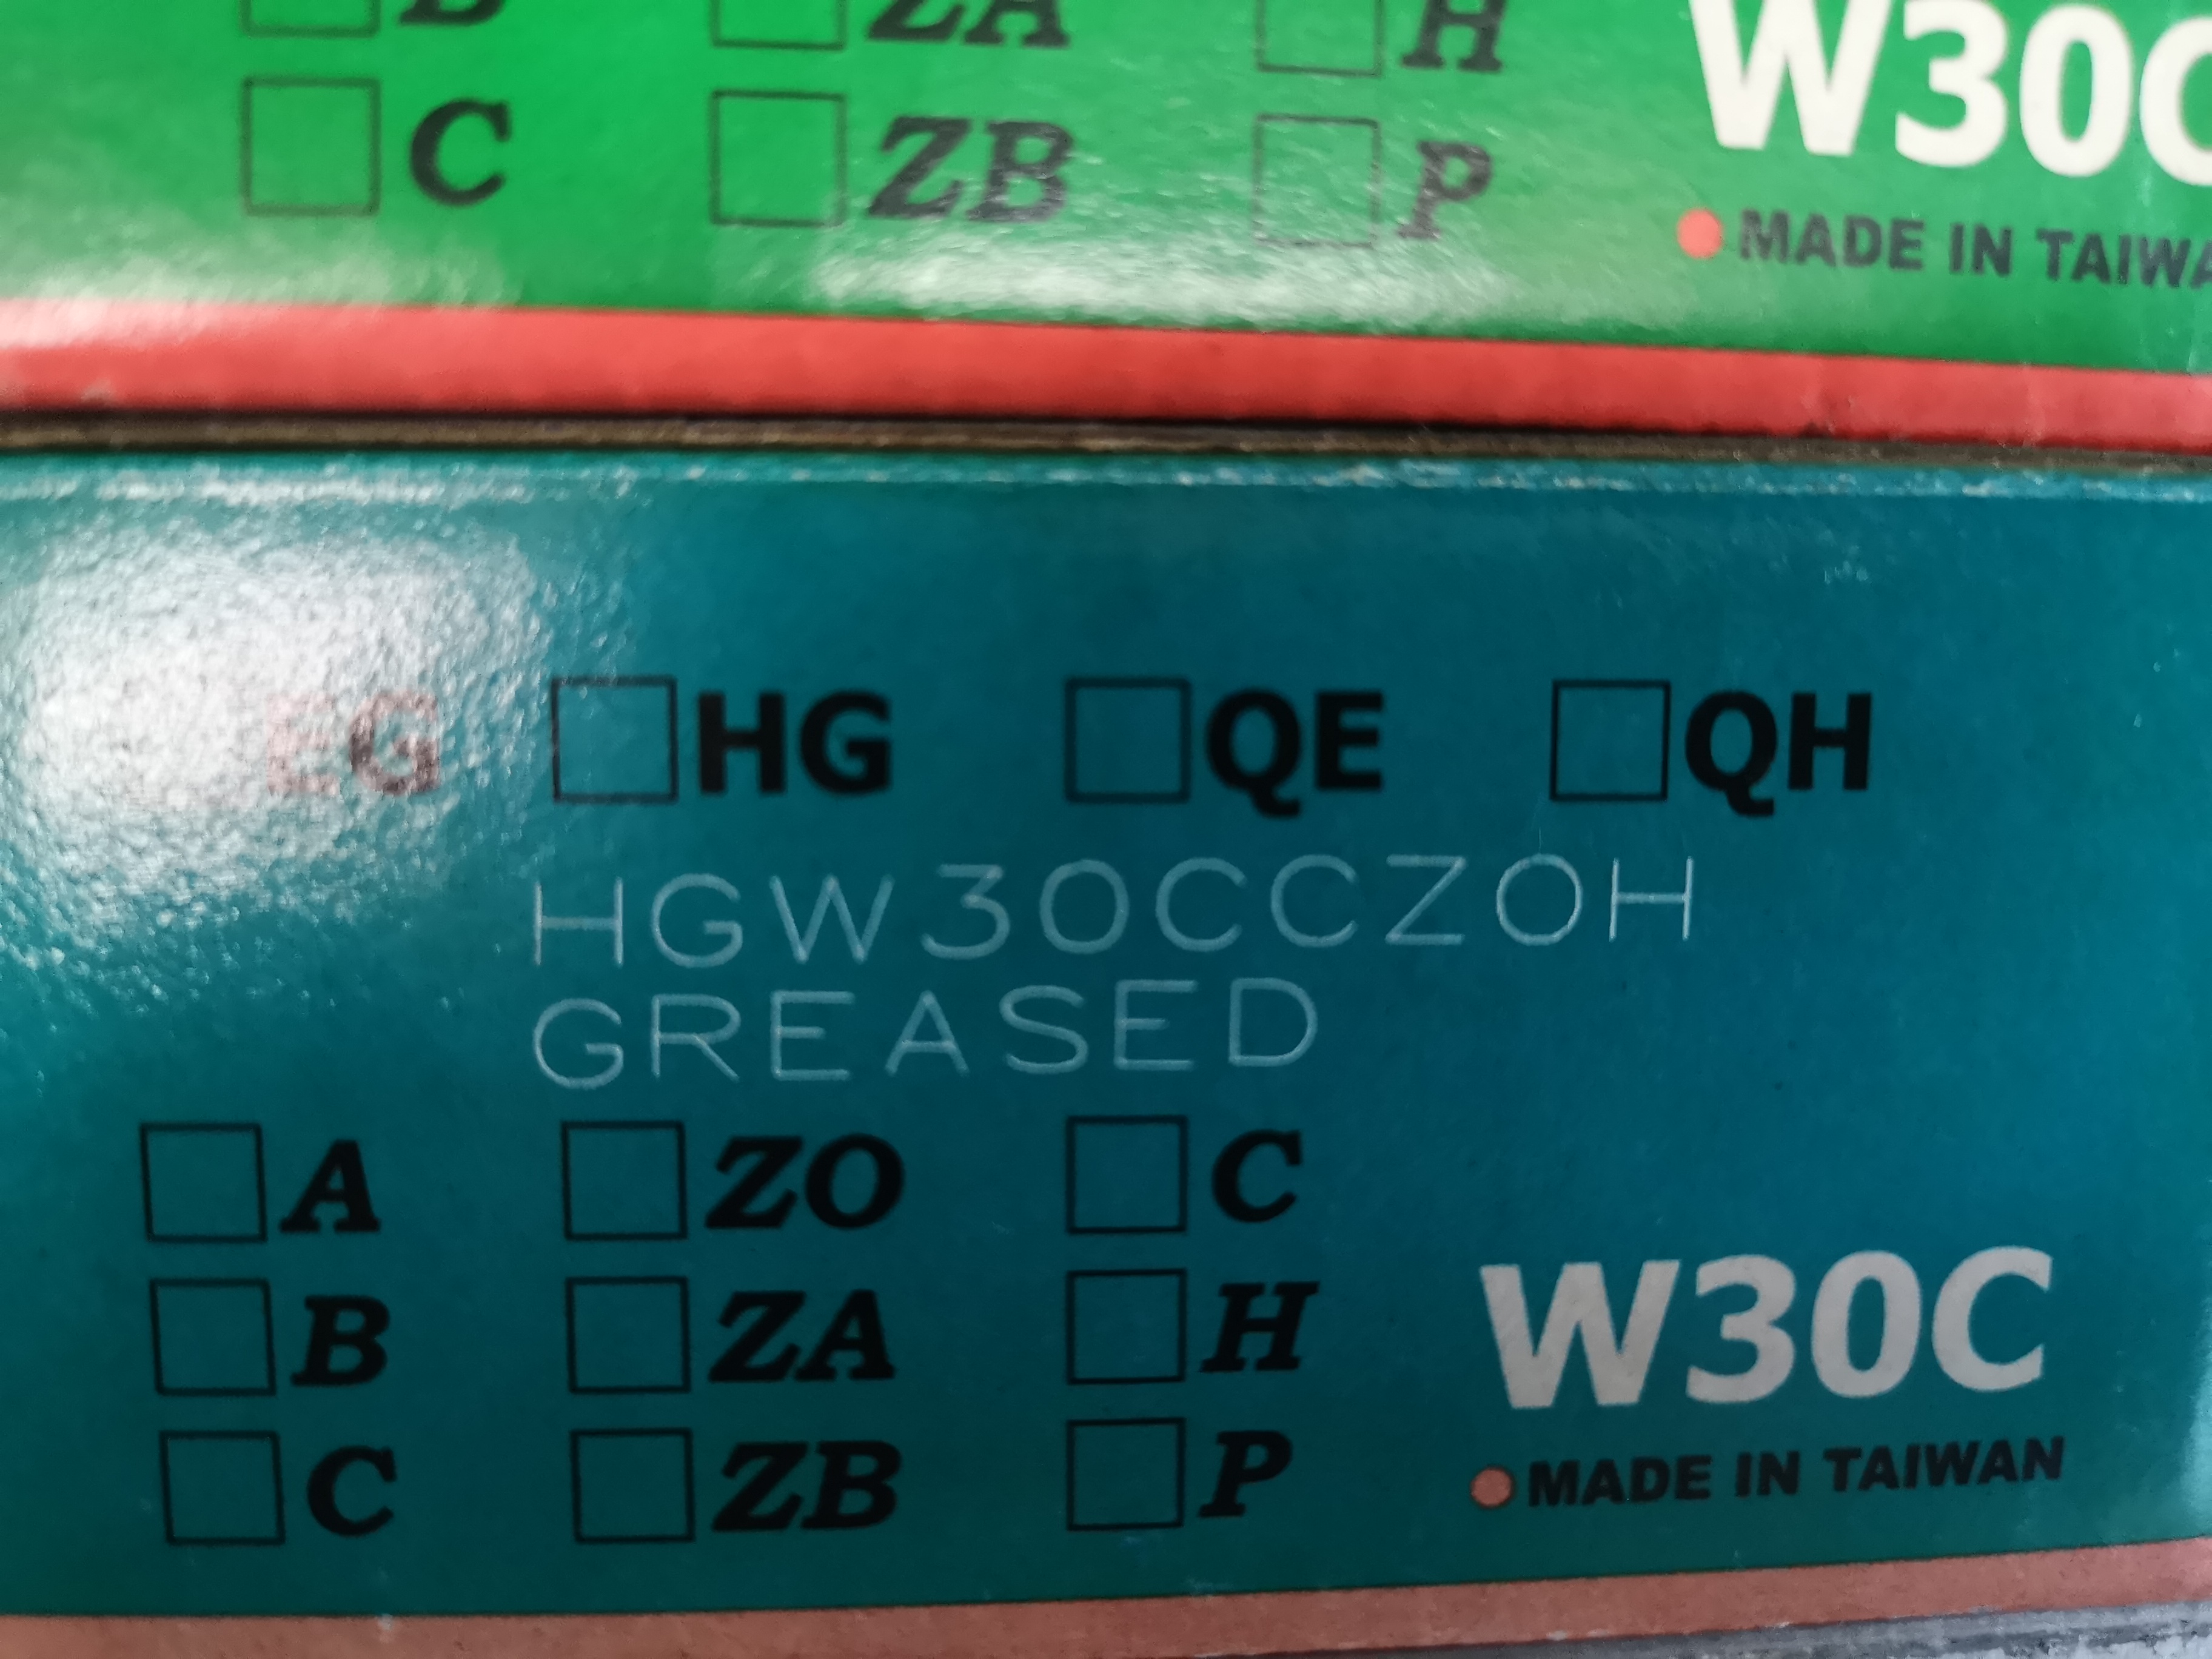 B ZA H
C ZB P
W30C
MADE IN TAIWA
EG HG QE QH
HGW30CCZOH
GREASED
A ZO C
B ZA H
C ZB P
W30C
MADE IN TAIWAN